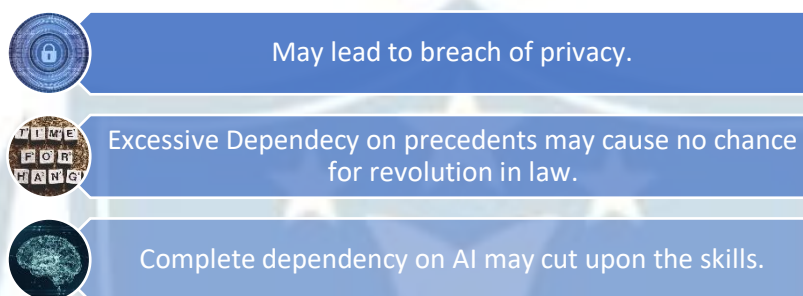 May lead to breach of privacy.
TIME
FOR
HANG
Excessive Dependecy on precedents may cause no chance
for revolution in law.
Complete dependency on AI may cut upon the skills.